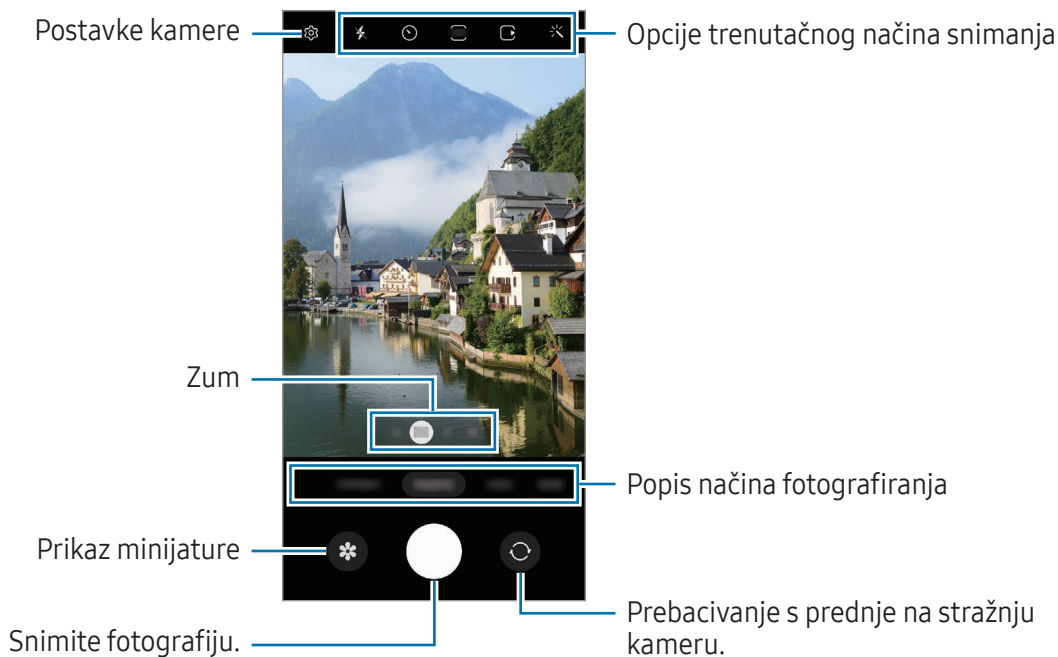 Postavke kamere
Opcije trenutačnog načina snimanja
Zum
Popis načina fotografiranja
Prikaz minijature
Prebacivanje s prednje na stražnju
kameru.
Snimite fotografiju.